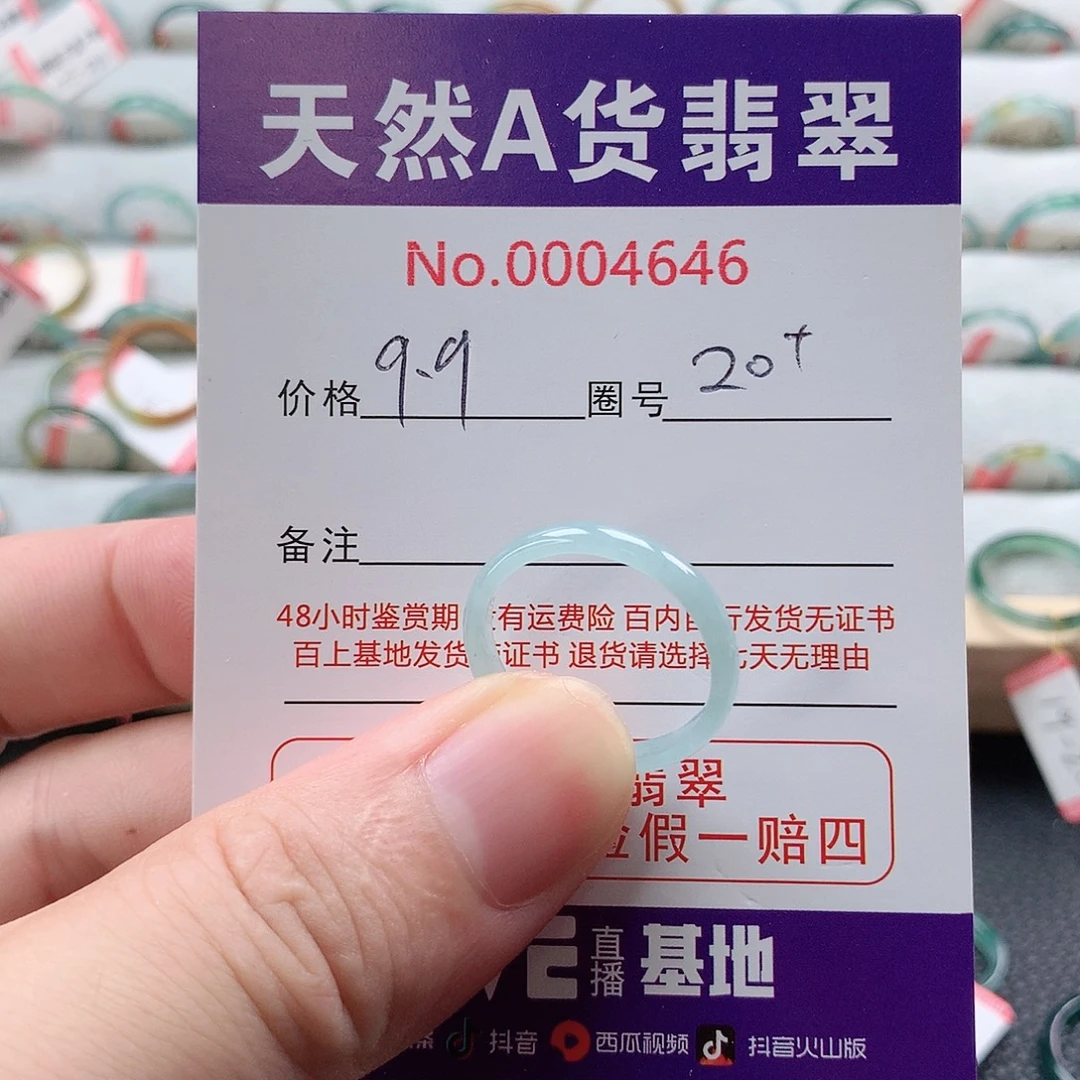 天然A货翡翠
No.0004646
价格 9.9 圈号 20+
备注
48小时鉴赏期 有运费险 百内自行发货无证书
百上基地发货 证书 退货请选择七天无理由
翡翠
假一赔四
直播 基地
抖音 西瓜视频 抖音火山版